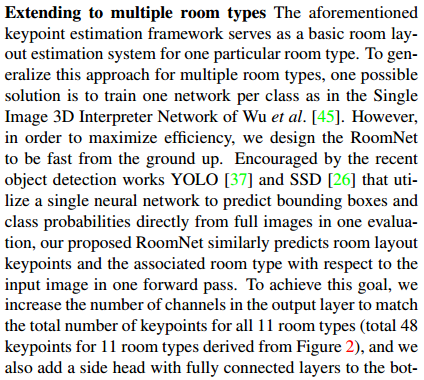 Extending to multiple room types The aforementioned
keypoint estimation framework serves as a basic room lay-
out estimation system for one particular room type. To gen-
eralize this approach for multiple room types, one possible
solution is to train one network per class as in the Single
Image 3D Interpreter Network of Wu et al. [45]. However,
in order to maximize efficiency, we design the RoomNet
to be fast from the ground up. Encouraged by the recent
object detection works YOLO [37] and SSD [26] that uti-
lize a single neural network to predict bounding boxes and
class probabilities directly from full images in one evalua-
tion, our proposed RoomNet similarly predicts room layout
keypoints and the associated room type with respect to the
input image in one forward pass. To achieve this goal, we
increase the number of channels in the output layer to match
the total number of keypoints for all 11 room types (total 48
keypoints for 11 room types derived from Figure 2), and we
also add a side head with fully connected layers to the bot-